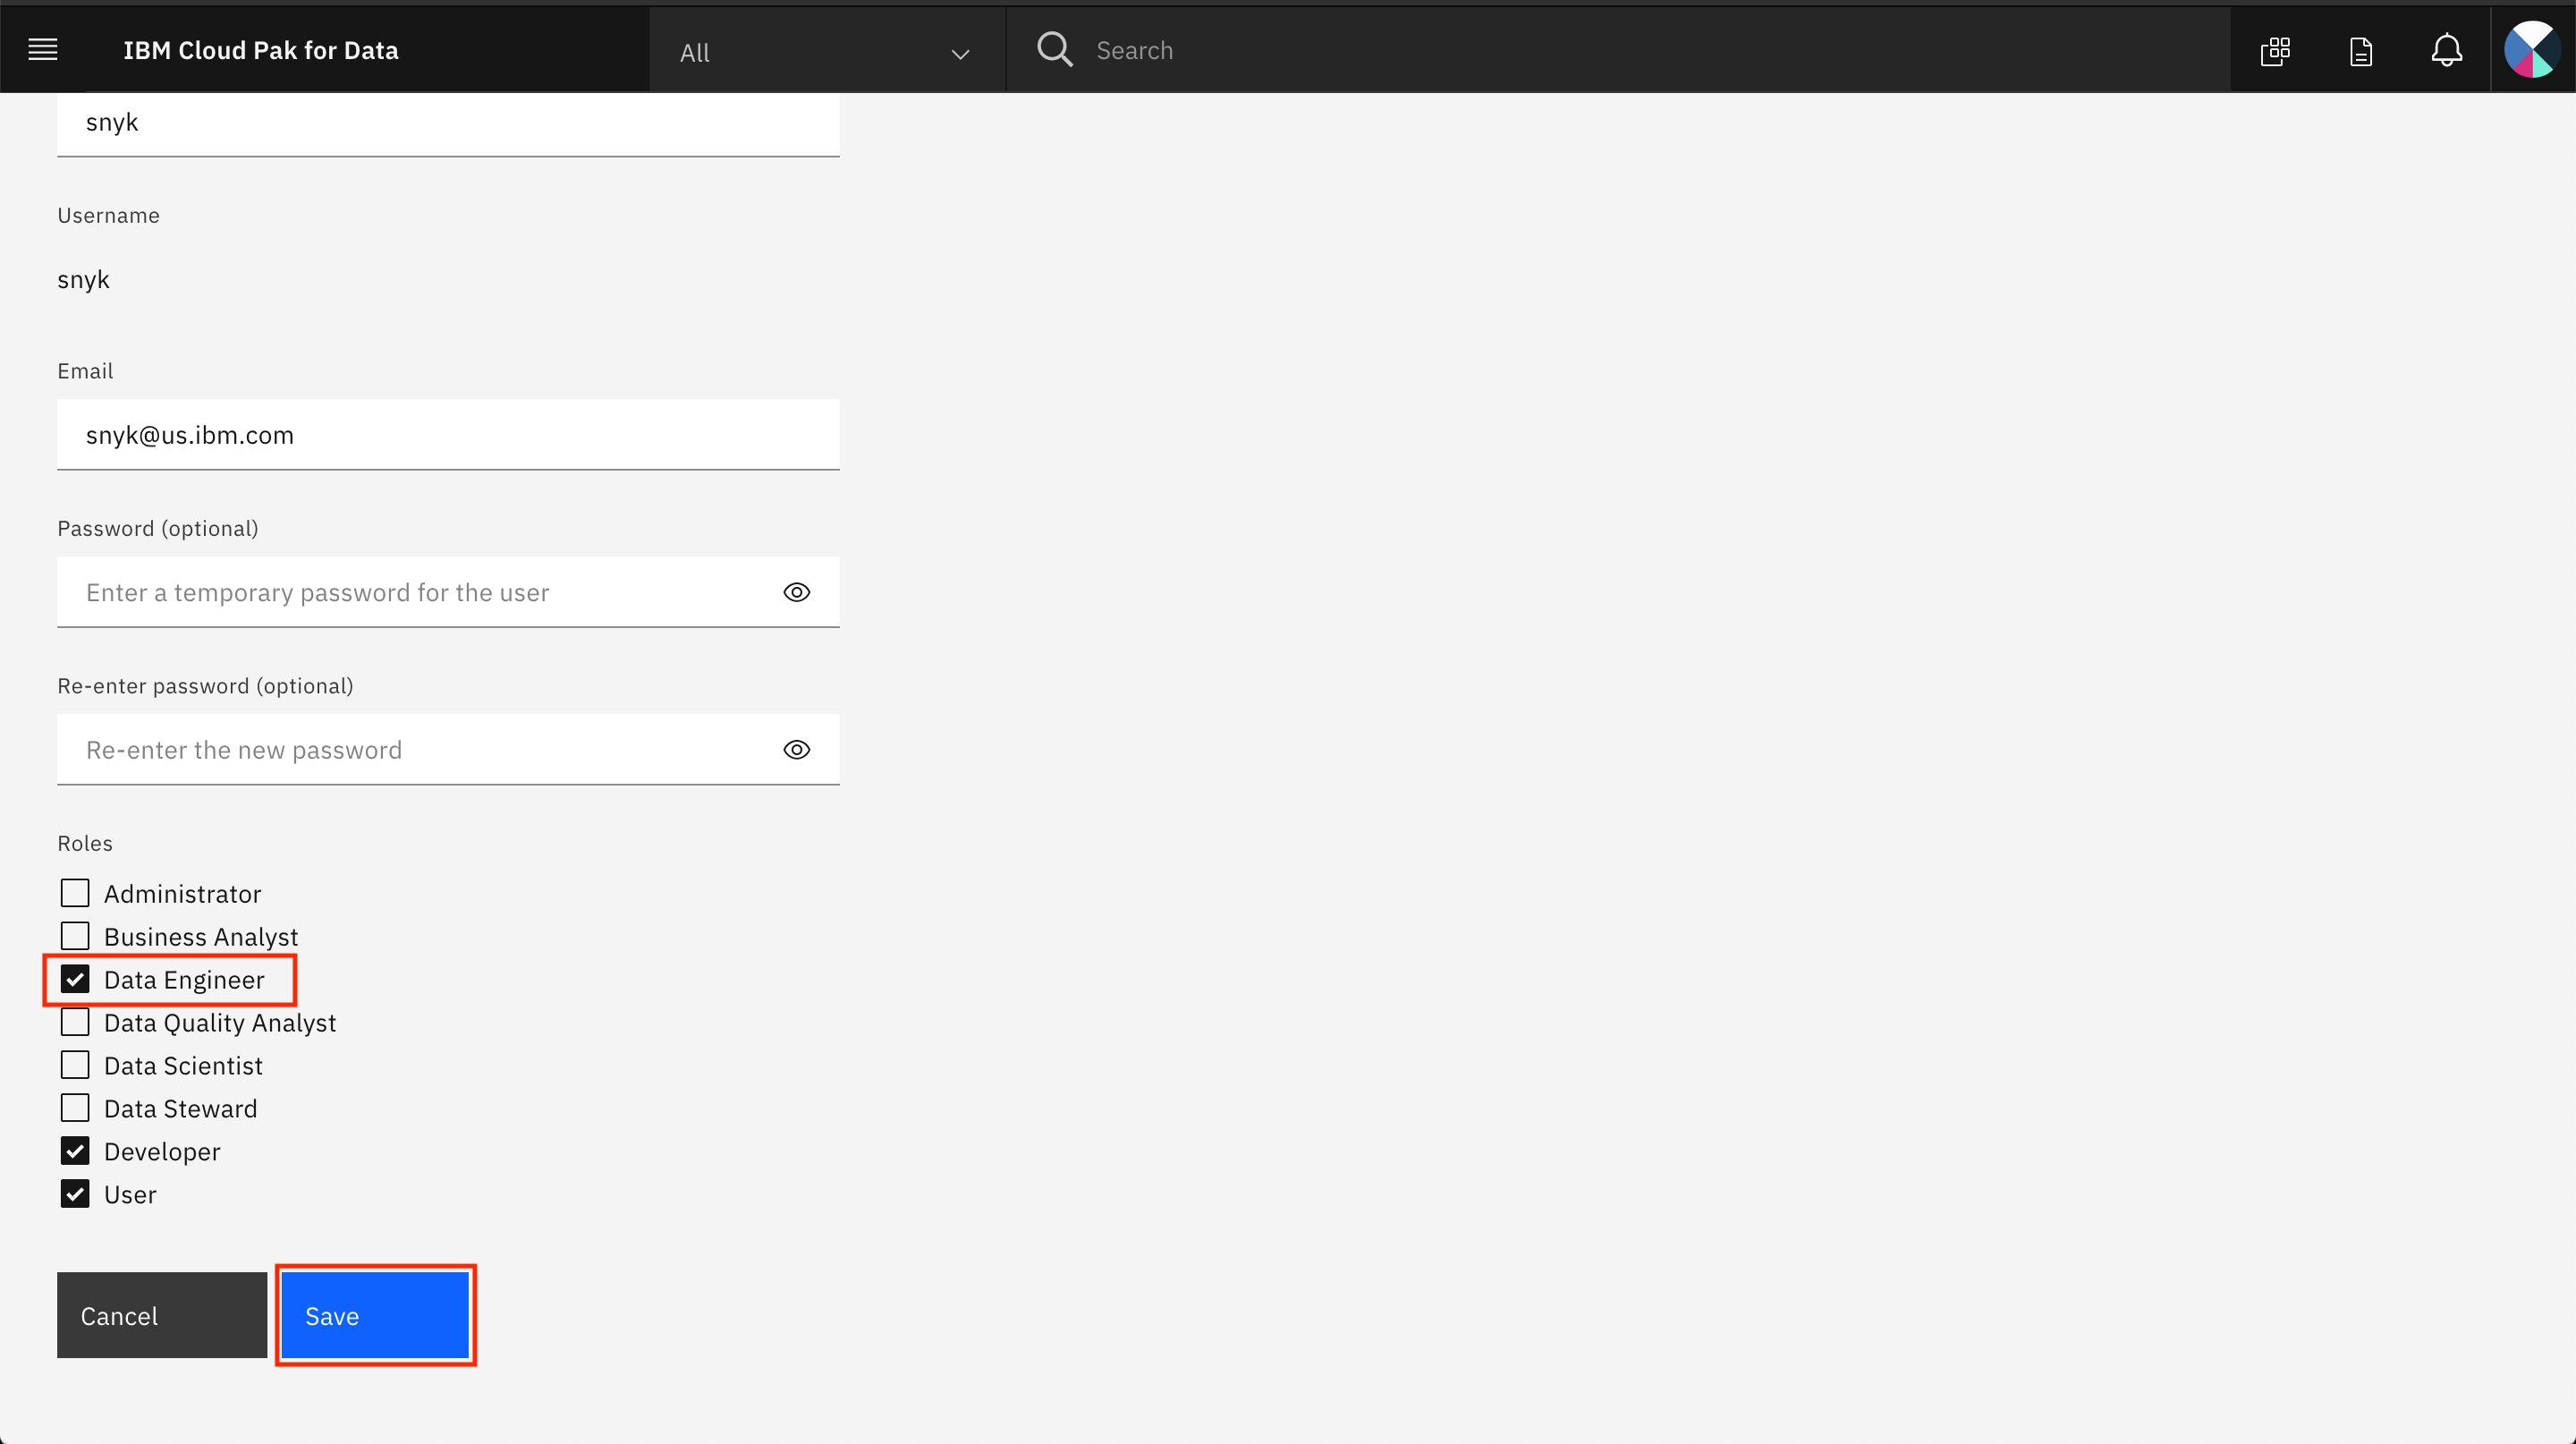 IBM Cloud Pak for Data
All
Search
snyk
Username
snyk
Email
snyk@us.ibm.com
Password (optional)
Enter a temporary password for the user
Re-enter password (optional)
Re-enter the new password
Roles
Administrator
Business Analyst
Data Engineer
Data Quality Analyst
Data Scientist
Data Steward
Developer
User
Cancel
Save